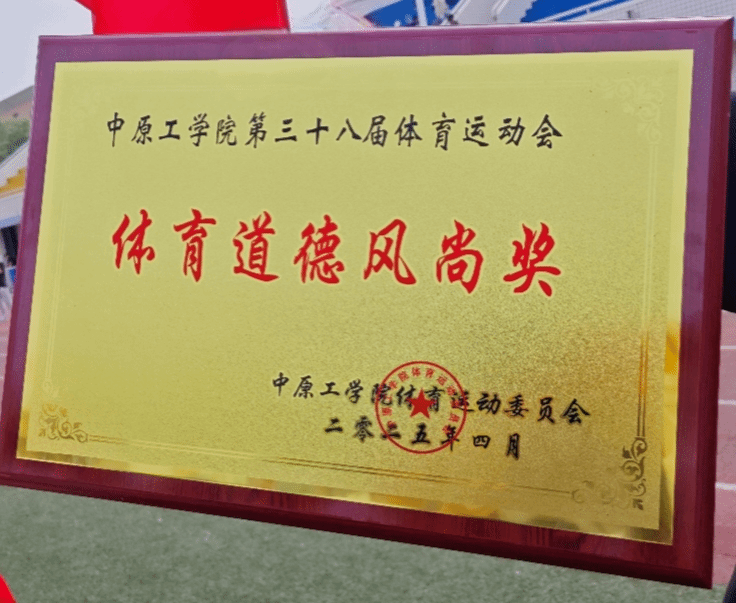 中原工学院第三十八届体育运动会
体育道德风尚奖
中原工学院体育运动委员会
二零二五年四月